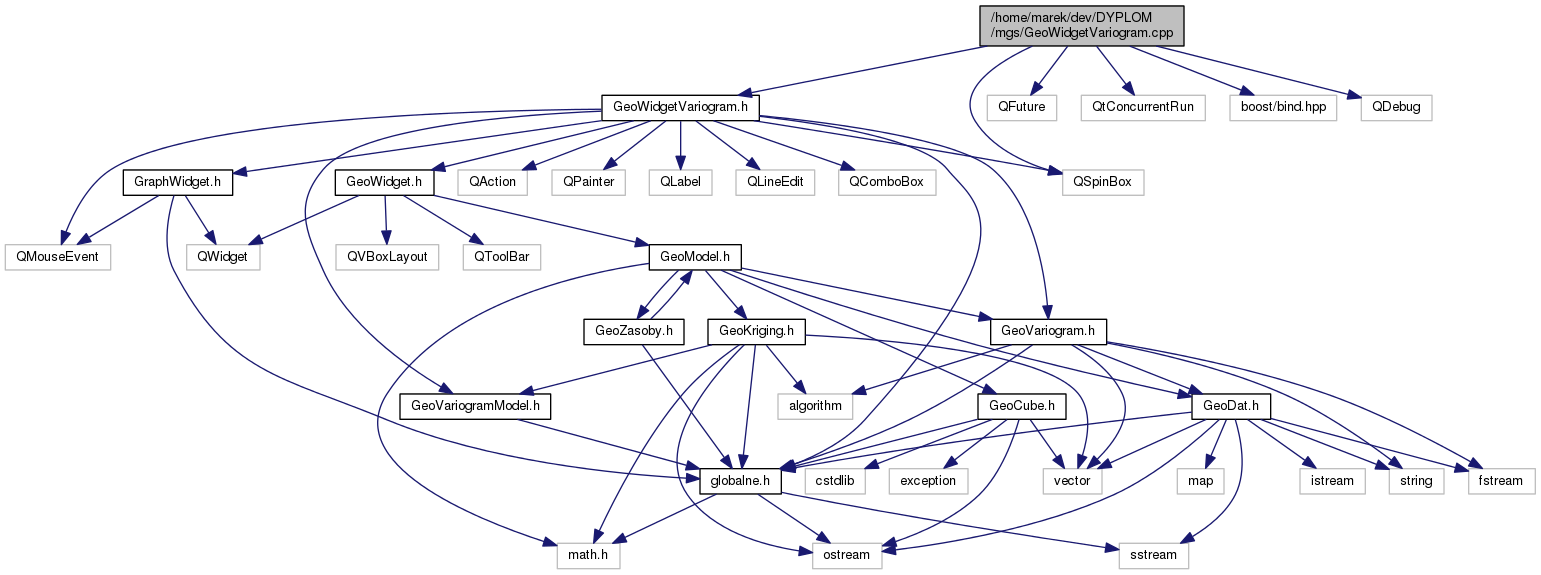 /home/marek/dev/DYPLOM
/mgs/GeoWidgetVariogram.cpp
GeoWidgetVariogram.h
QFuture
QtConcurrentRun
boost/bind.hpp
QDebug
GraphWidget.h
GeoWidget.h
QAction
QPainter
QLabel
QLineEdit
QComboBox
QSpinBox
QMouseEvent
QWidget
QVBoxLayout
QToolBar
GeoModel.h
GeoZasoby.h
GeoKriging.h
GeoVariogram.h
GeoVariogramModel.h
algorithm
GeoCube.h
GeoDat.h
globalne.h
cstdlib
exception
vector
map
istream
string
fstream
math.h
ostream
sstream